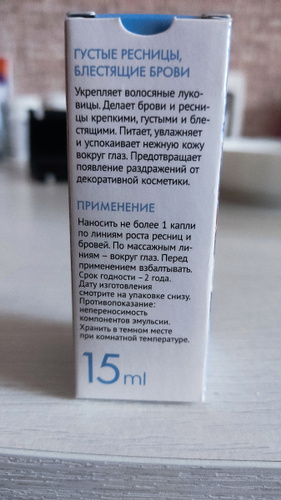 ГУСТЫЕ РЕСНИЦЫ,
БЛЕСТЯЩИЕ БРОВИ
Укрепляет волосяные луко-
вицы. Делает брови и ресни-
цы крепкими, густыми и бле-
стящими. Питает, увлажняет
и успокаивает нежную кожу
вокруг глаз. Предотвращает
появление раздражений от
декоративной косметики.
ПРИМЕНЕНИЕ
Наносить не более 1 капли
по линиям роста ресниц и
бровей. По массажным ли-
ниям – вокруг глаз. Перед
применением взбалтывать.
Срок годности – 2 года.
Дату изготовления
смотрите на упаковке снизу.
Противопоказание:
непереносимость
компонентов эмульсии.
Хранить в темном месте
при комнатной температуре.
15 ml